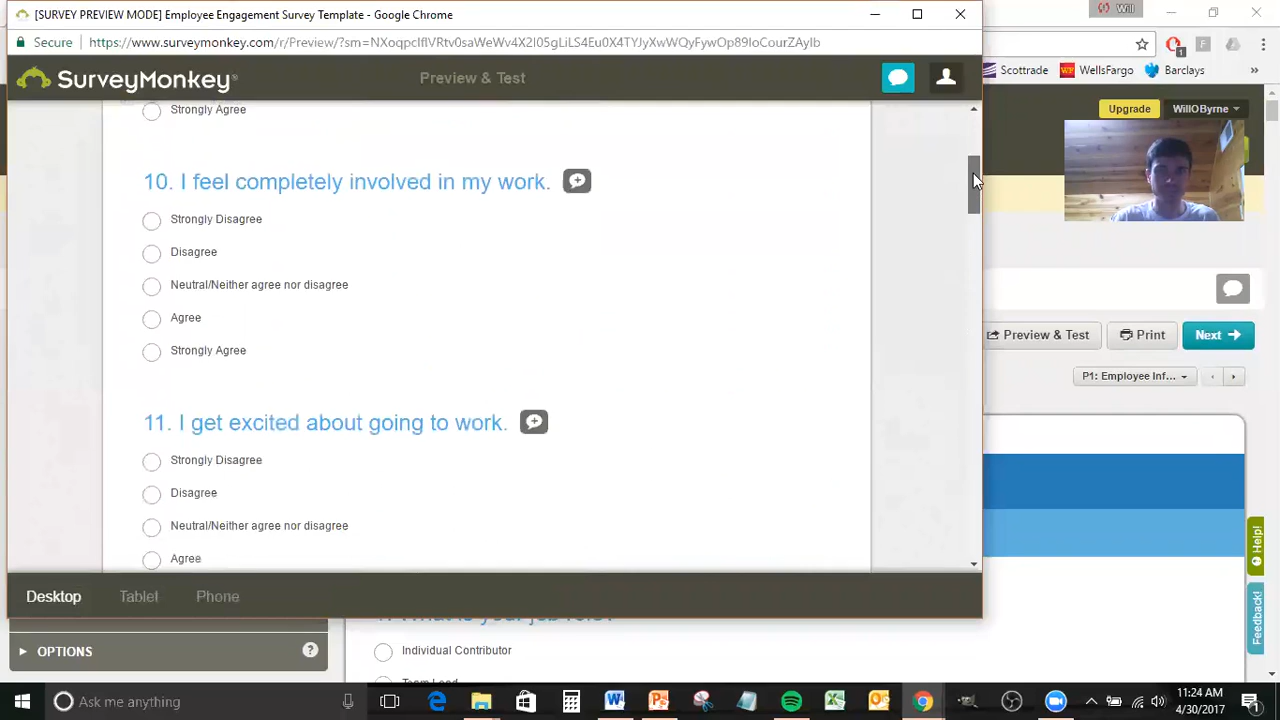 [SURVEY PREVIEW MODE] Employee Engagement Survey Template - Google Chrome
Will
Secure https://www.surveymonkey.com/r/Preview/?sm=NXoqpcIflVRtv0saWeWv4X2I05gLiLS4Eu0X4TYJyXwWQyFywOp89IoCourZAyIb
Scottrade
WellsFargo
Barclays
SurveyMonkey
Preview & Test
Upgrade
WillOByrne
Strongly Agree
10. I feel completely involved in my work.
Strongly Disagree
Disagree
Neutral/Neither agree nor disagree
Agree
Strongly Agree
Preview & Test
Print
Next
P1: Employee Inf...
11. I get excited about going to work.
Strongly Disagree
Disagree
Neutral/Neither agree nor disagree
Agree
Help!
Feedback!
Desktop
Tablet
Phone
OPTIONS
Individual Contributor
Team Lead
Ask me anything
11:24 AM
4/30/2017